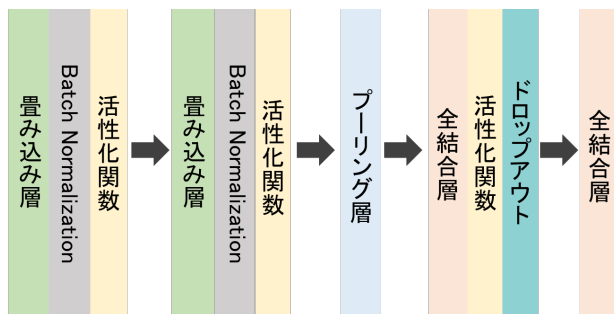 畳み込み層
Batch Normalization
活性化関数
畳み込み層
Batch Normalization
活性化関数
プーリング層
全結合層
活性化関数
ドロップアウト
全結合層